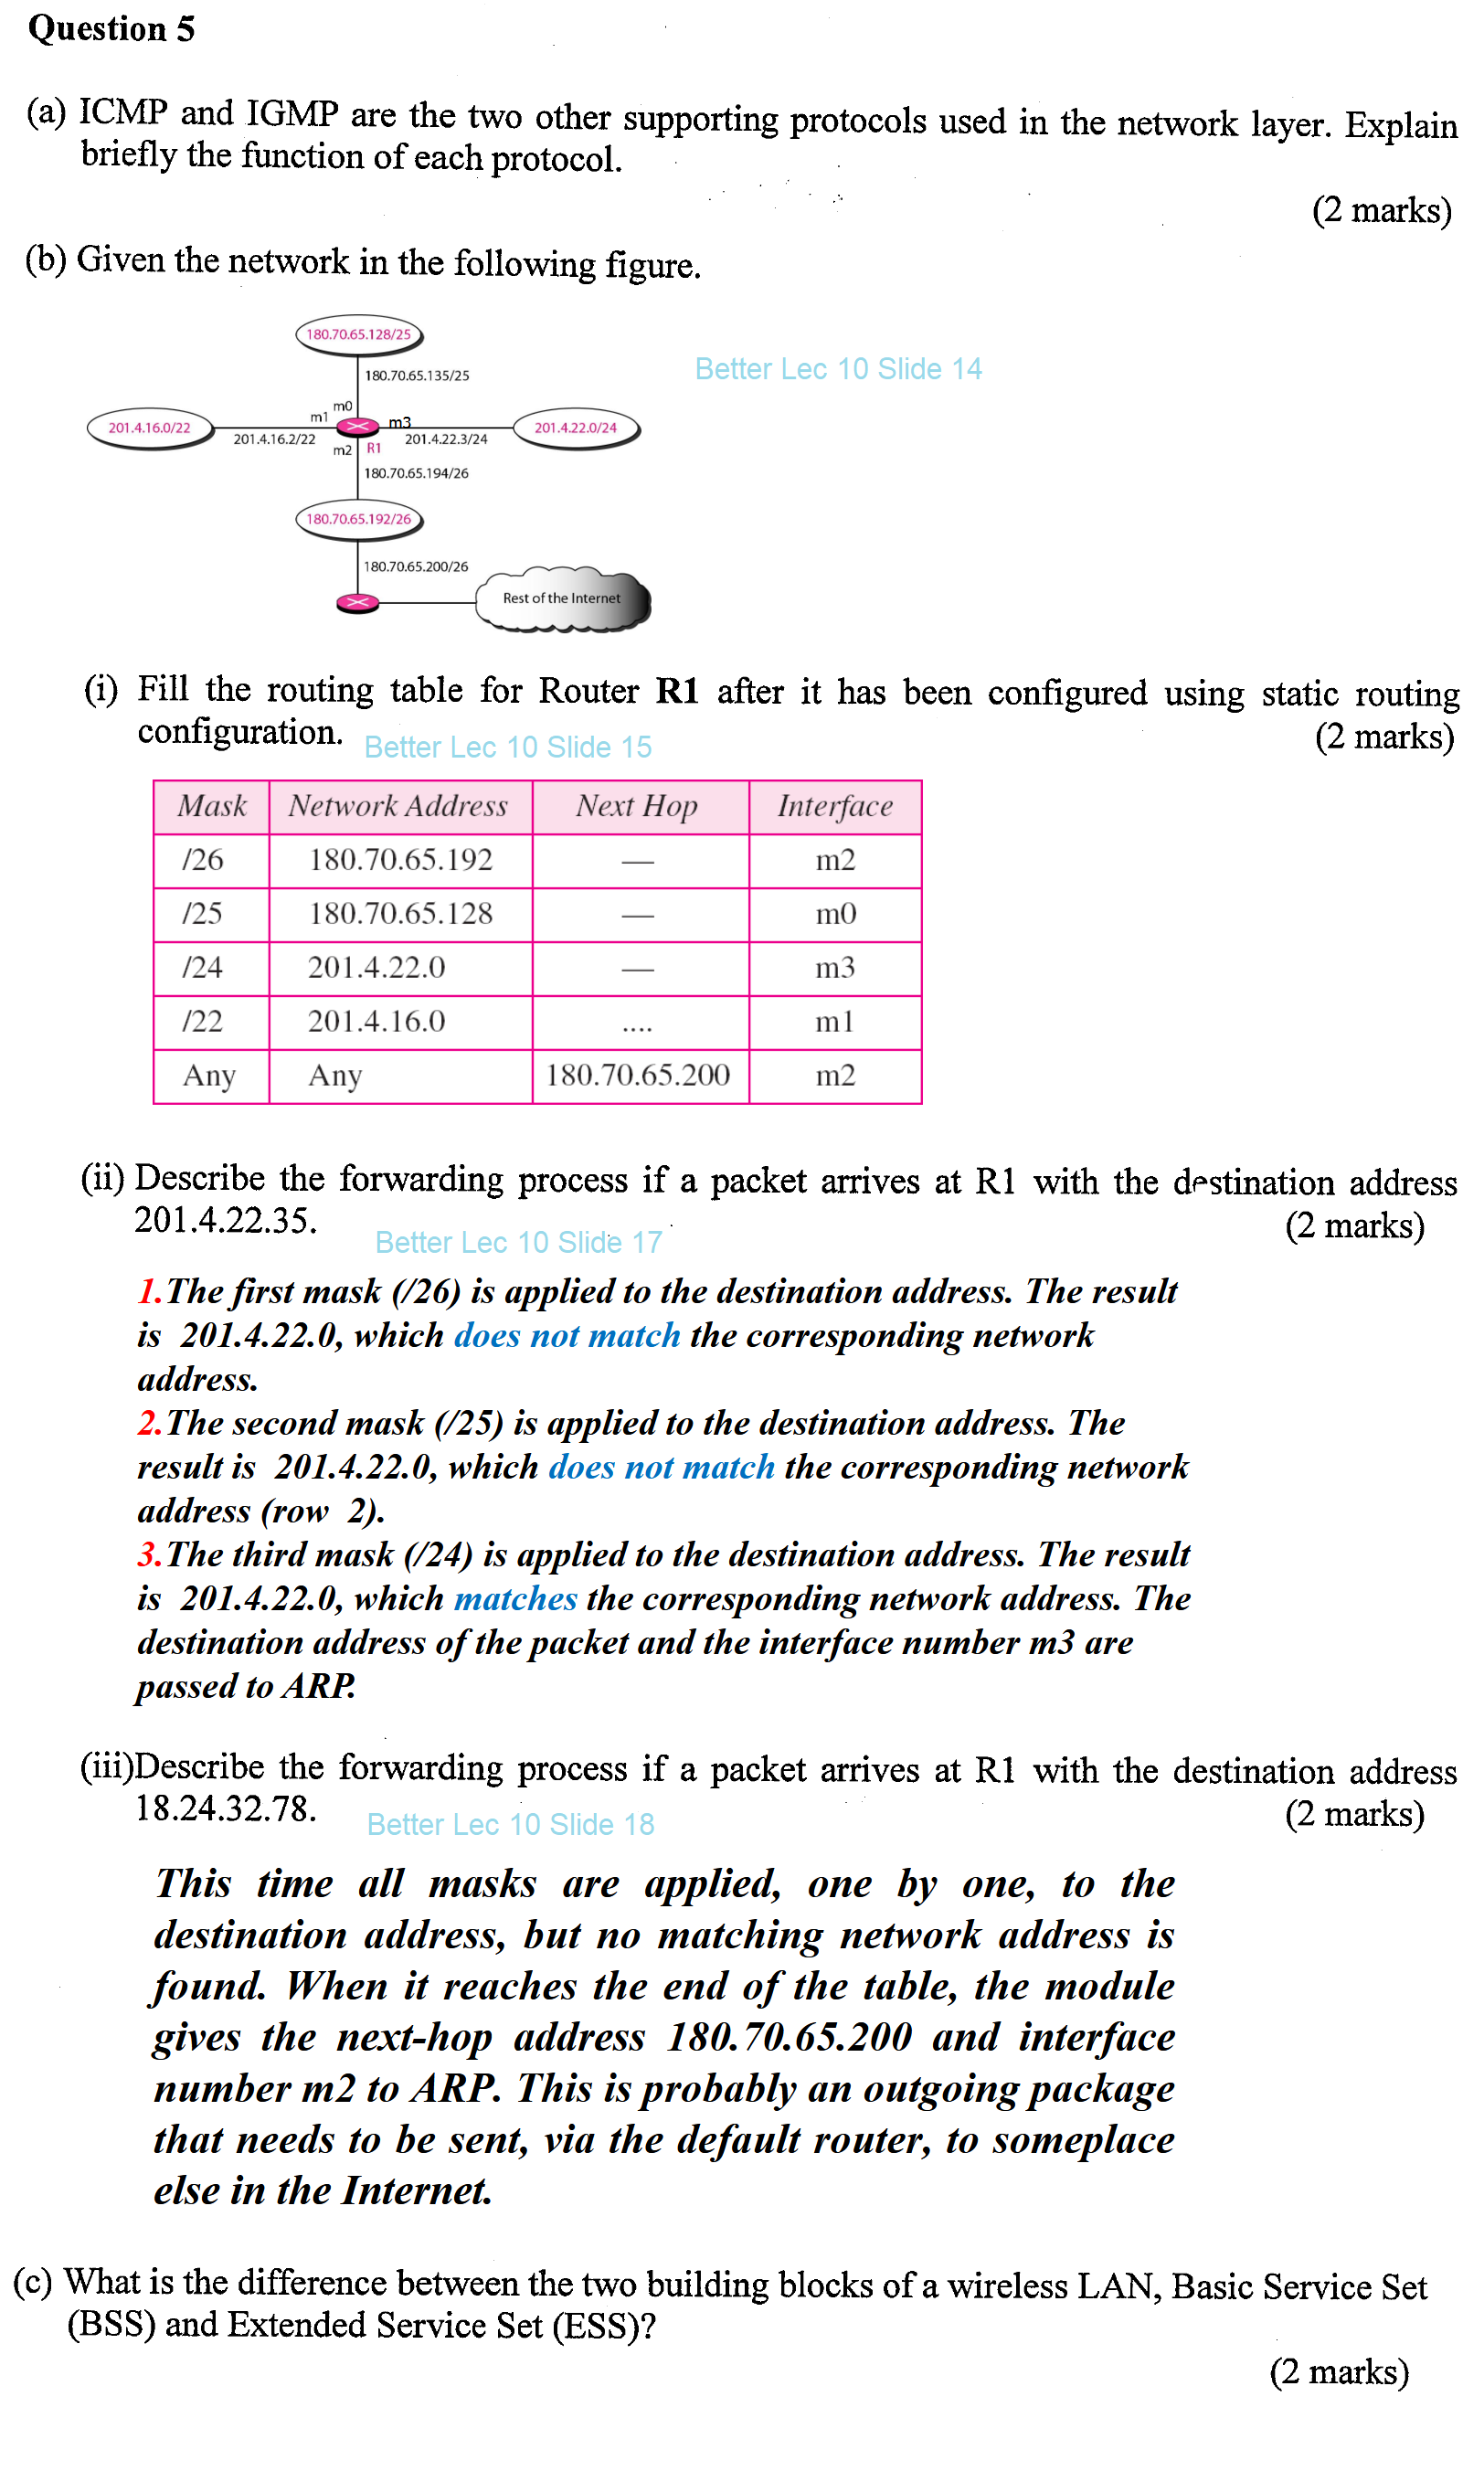 Question 5
(a) ICMP and IGMP are the two other supporting protocols used in the network layer. Explain
briefly the function of each protocol.
(2 marks)
(b) Given the network in the following figure.
180.70.65.128/25
Better Lec 10 Slide 14
180.70.65.135/25
m0
m1
m3
201.4.16.0/22
201.4.22.0/24
201.4.16.2/22
201.4.22.3/24
m2
R1
180.70.65.194/26
180.70.65.192/26
180.70.65.200/26
Rest of the Internet
(i) Fill the routing table for Router R1 after it has been configured using static routing
configuration.
(2 marks)
Better Lec 10 Slide 15
Mask Network Address Next Hop Interface
/26 180.70.65.192 — m2
/25 180.70.65.128 — m0
/24 201.4.22.0 — m3
/22 201.4.16.0 .... m1
Any Any 180.70.65.200 m2
(ii) Describe the forwarding process if a packet arrives at R1 with the destination address
201.4.22.35.
(2 marks)
Better Lec 10 Slide 17
1.The first mask (/26) is applied to the destination address. The result
is 201.4.22.0, which does not match the corresponding network
address.
2.The second mask (/25) is applied to the destination address. The
result is 201.4.22.0, which does not match the corresponding network
address (row 2).
3.The third mask (/24) is applied to the destination address. The result
is 201.4.22.0, which matches the corresponding network address. The
destination address of the packet and the interface number m3 are
passed to ARP.
(iii)Describe the forwarding process if a packet arrives at R1 with the destination address
18.24.32.78.
(2 marks)
Better Lec 10 Slide 18
This time all masks are applied, one by one, to the
destination address, but no matching network address is
found. When it reaches the end of the table, the module
gives the next-hop address 180.70.65.200 and interface
number m2 to ARP. This is probably an outgoing package
that needs to be sent, via the default router, to someplace
else in the Internet.
(c) What is the difference between the two building blocks of a wireless LAN, Basic Service Set
(BSS) and Extended Service Set (ESS)?
(2 marks)